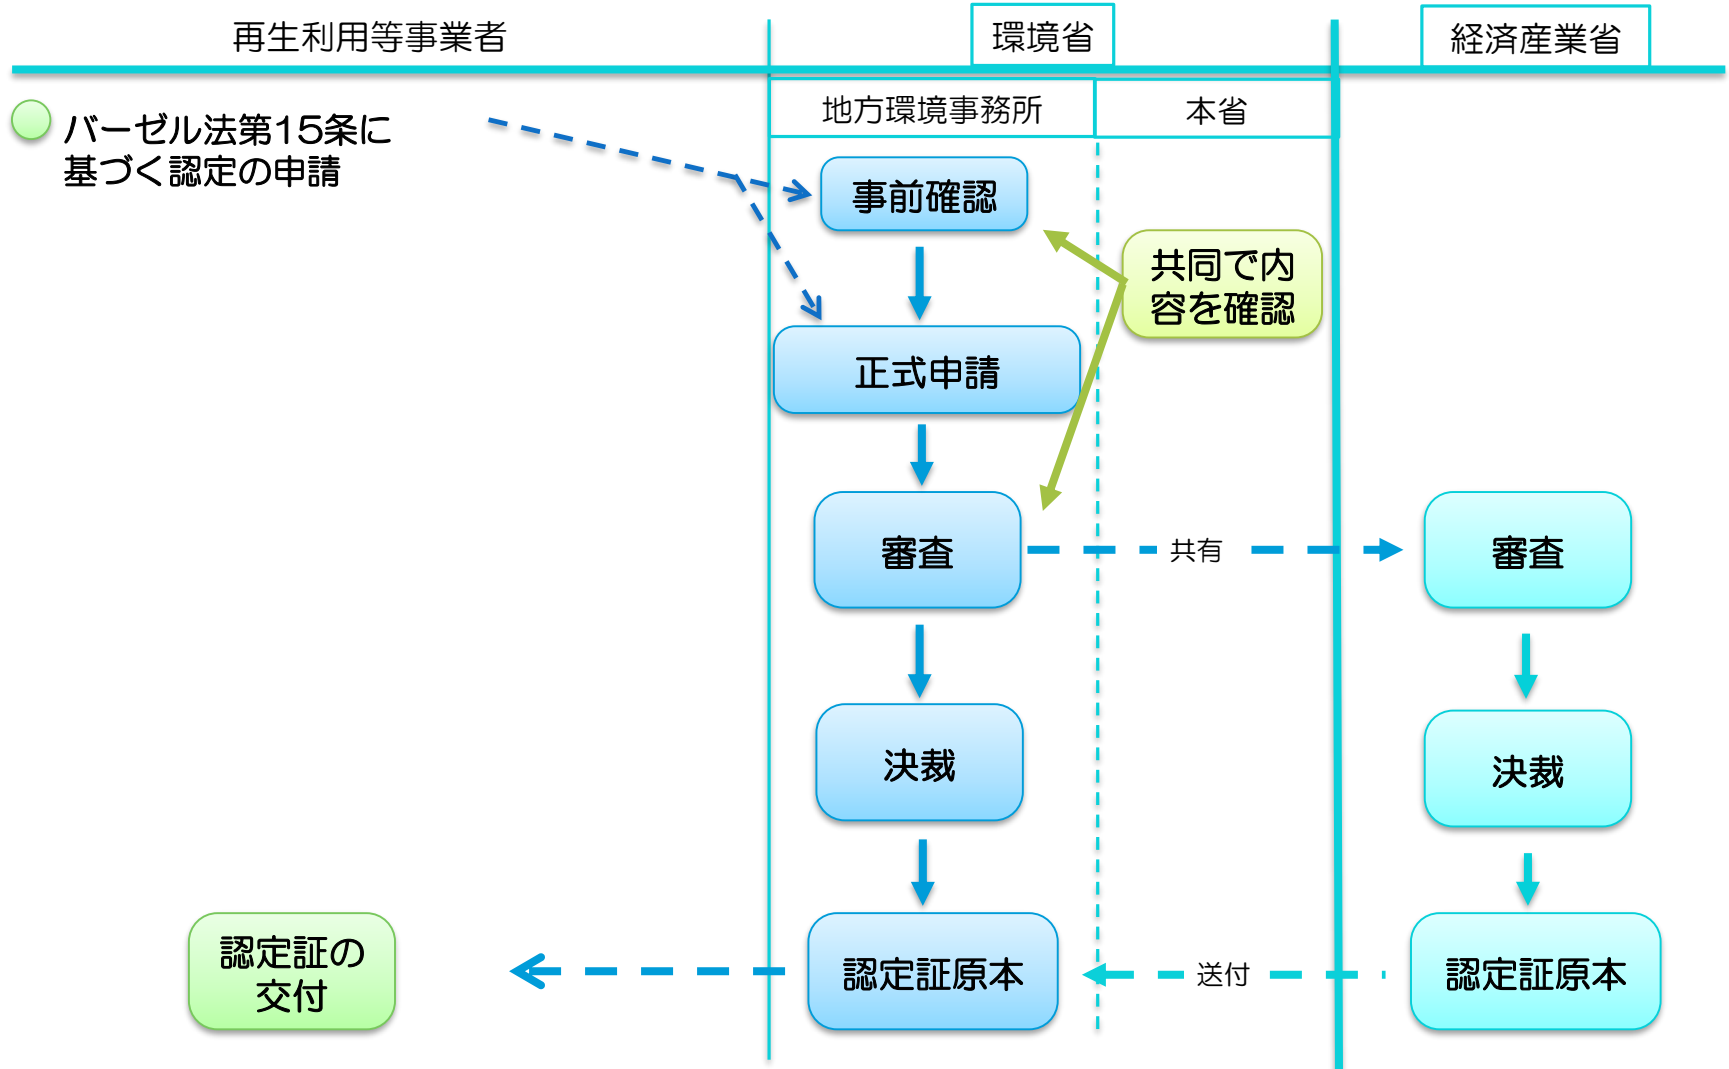 再生利用等事業者
環境省
経済産業省
地方環境事務所
本省
バーゼル法第15条に
基づく認定の申請
事前確認
共同で内
容を確認
正式申請
審査
共有
審査
決裁
決裁
認定証の
交付
認定証原本
送付
認定証原本